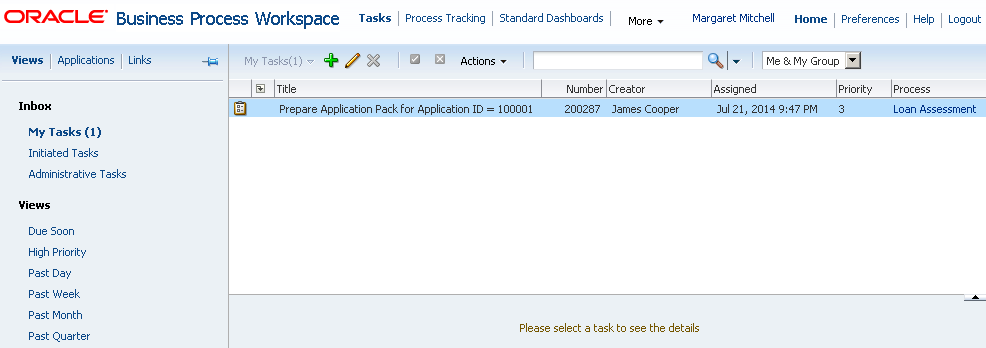 ORACLE Business Process Workspace Tasks Process Tracking Standard Dashboards More Margaret Mitchell Home Preferences Help Logout
Views Applications Links My Tasks(1) Actions Me & My Group
Title Number Creator Assigned Priority Process
Inbox Prepare Application Pack for Application ID = 100001 200287 James Cooper Jul 21, 2014 9:47 PM 3 Loan Assessment
My Tasks (1)
Initiated Tasks
Administrative Tasks
Views
Due Soon
High Priority
Past Day
Past Week
Past Month
Past Quarter
Please select a task to see the details